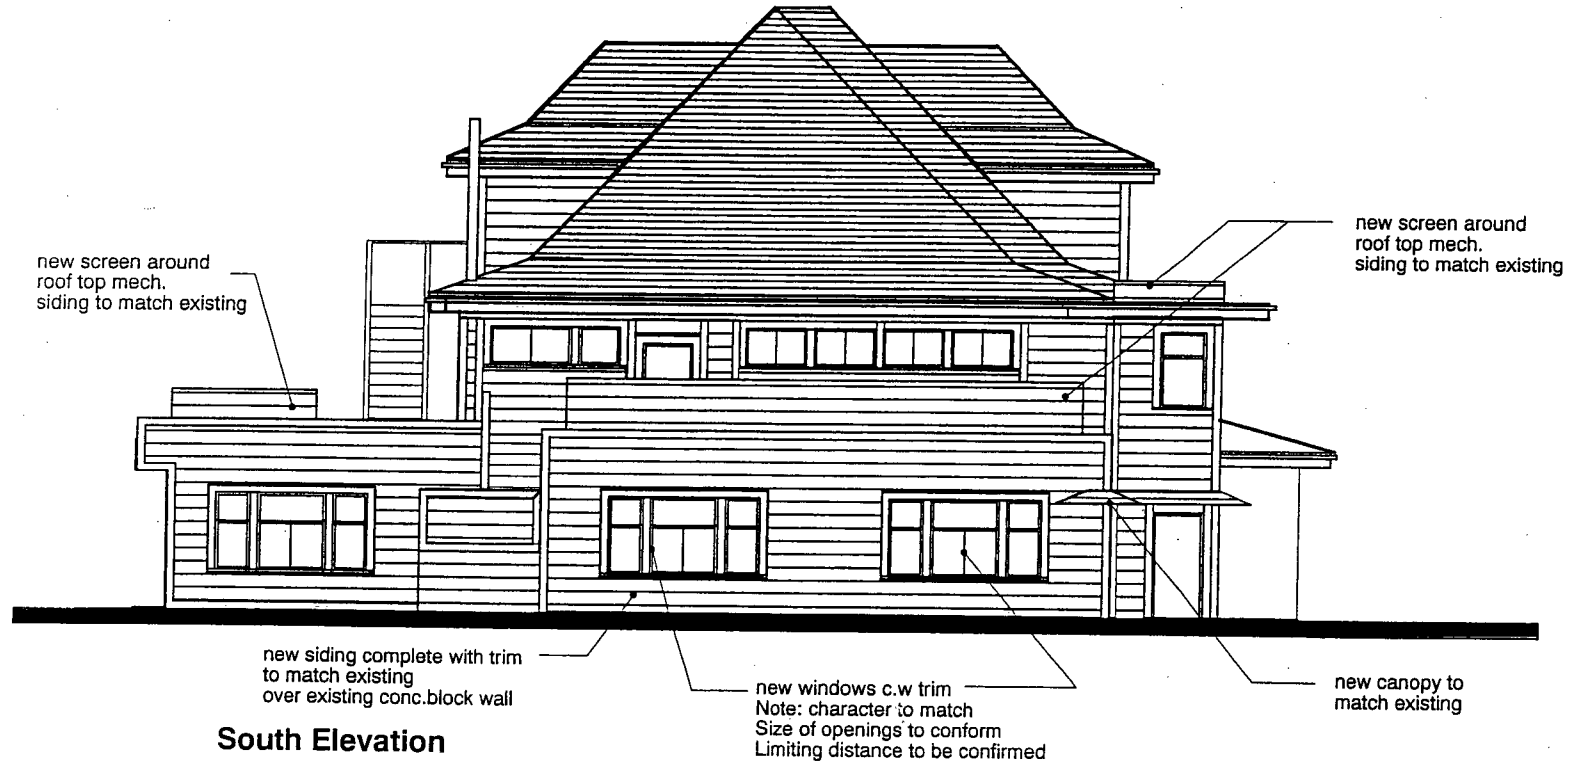 new screen around
roof top mech.
siding to match existing
new screen around
roof top mech.
siding to match existing
new siding complete with trim
to match existing
over existing conc.block wall
new windows c.w trim
Note: character to match
Size of openings to conform
Limiting distance to be confirmed
new canopy to
match existing
South Elevation